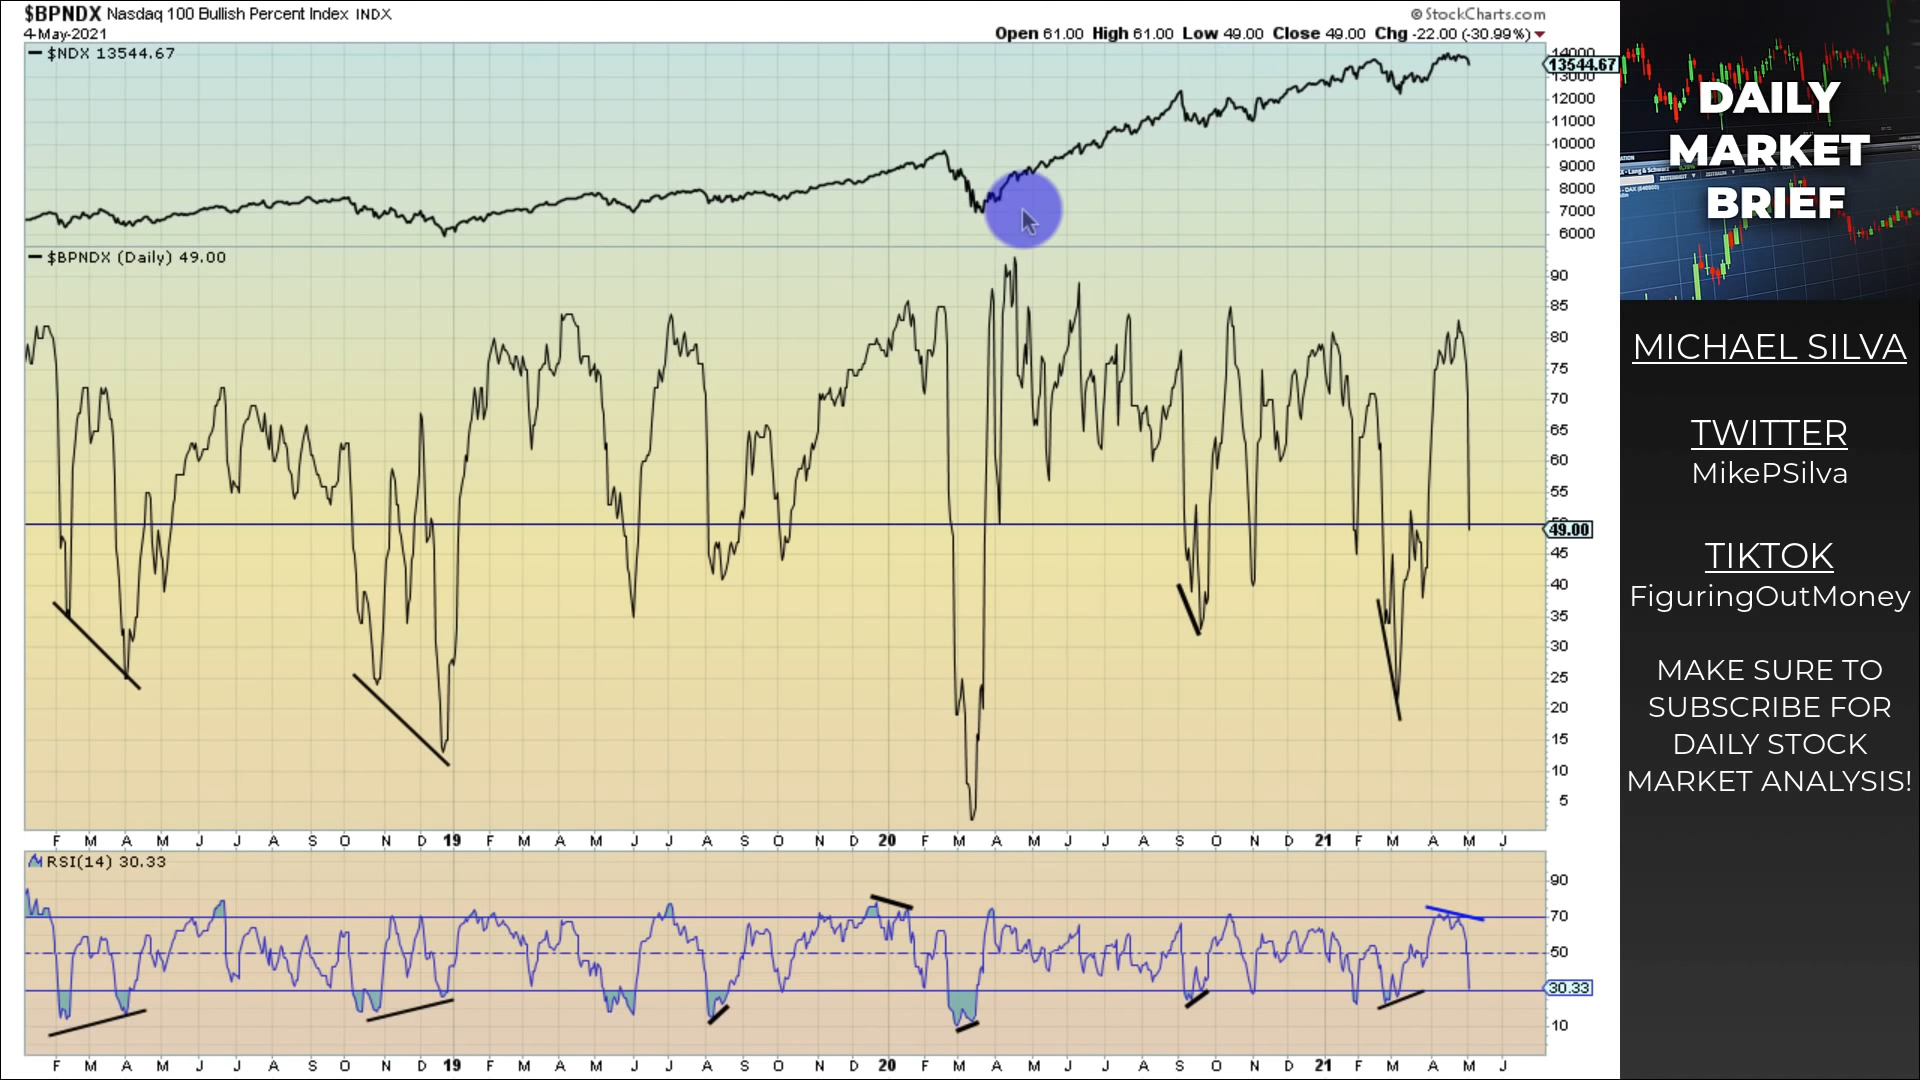 $BPNDX Nasdaq 100 Bullish Percent Index INDX
© StockCharts.com
4-May-2021
Open 61.00 High 61.00 Low 49.00 Close 49.00 Chg -22.00 (-30.99%)
$NDX 13544.67
14000
13544.67
13000
12000
11000
10000
9000
8000
7000
6000
$BPNDX (Daily) 49.00
90
85
80
75
70
65
60
55
49.00
45
40
35
30
25
20
15
10
5
F M A M J J A S O N D 19 F M A M J J A S O N D 20 F M A M J J A S O N D 21 F M A M J
RSI(14) 30.33
90
70
50
30.33
10
F M A M J J A S O N D 19 F M A M J J A S O N D 20 F M A M J J A S O N D 21 F M A M J
DAILY
MARKET
BRIEF
MICHAEL SILVA
TWITTER
MikePSilva
TIKTOK
FiguringOutMoney
MAKE SURE TO
SUBSCRIBE FOR
DAILY STOCK
MARKET ANALYSIS!